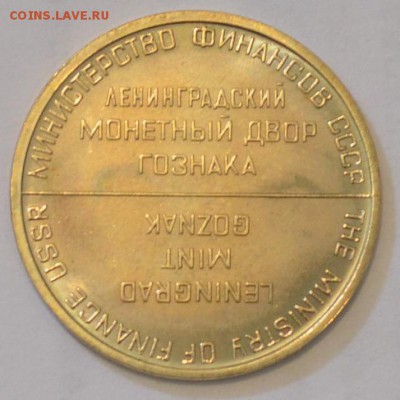 COINS.LAVE.RU
МИНИСТЕРСТВО ФИНАНСОВ СССР
ЛЕНИНГРАДСКИЙ
МОНЕТНЫЙ ДВОР
ГОЗНАКА
THE MINISTRY OF FINANCE USSR
LENINGRAD
MINT
GOZNAK